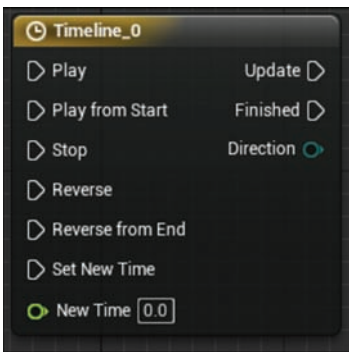 Timeline_0
Play Update
Play from Start Finished
Stop Direction
Reverse
Reverse from End
Set New Time
New Time 0.0